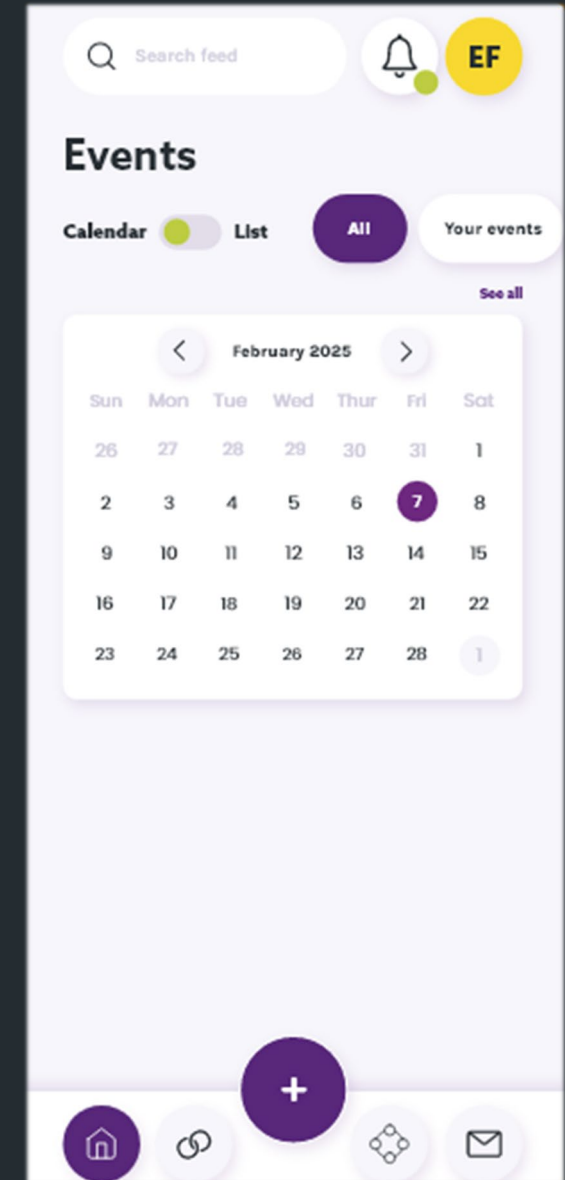 Search feed
EF
Events
Calendar List All Your events
See all
February 2025
Sun Mon Tue Wed Thur Fri Sat
26 27 28 29 30 31 1
2 3 4 5 6 7 8
9 10 11 12 13 14 15
16 17 18 19 20 21 22
23 24 25 26 27 28 1
+